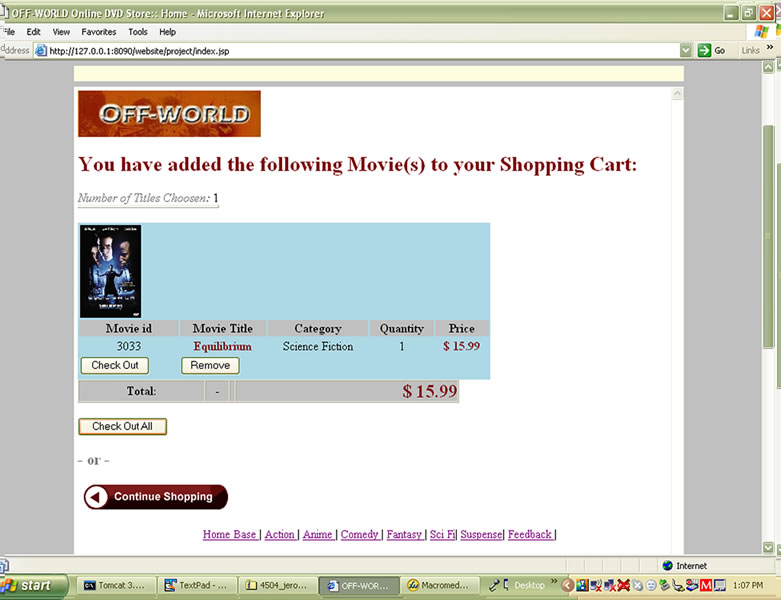 OFF-WORLD Online DVD Store:: Home - Microsoft Internet Explorer
File Edit View Favorites Tools Help
Address http://127.0.0.1:8090/website/project/index.jsp Go Links »
OFF-WORLD
You have added the following Movie(s) to your Shopping Cart:
Number of Titles Choosen: 1
Movie id Movie Title Category Quantity Price
3033 Equilibrium Science Fiction 1 $ 15.99
Check Out Remove
Total: - $ 15.99
Check Out All
- or -
Continue Shopping
Home Base | Action | Anime | Comedy | Fantasy | Sci Fi| Suspense| Feedback |
Internet
start Tomcat 3.... TextPad - ... 4504_jero... OFF-WOR... Macromed... Desktop » 1:07 PM